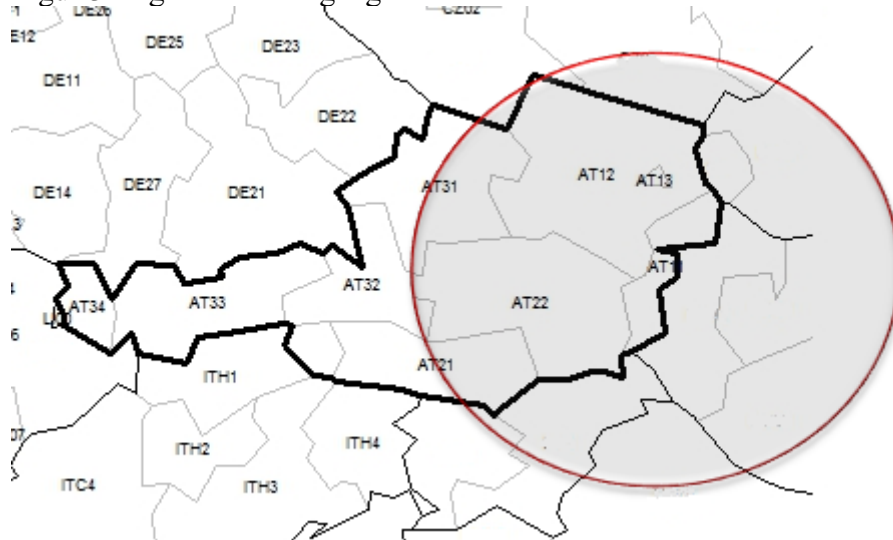 DE26
CZ02
DE12
DE25
DE23
DE11
DE22
DE14
DE27
DE21
AT31
AT12
AT13
AT11
AT32
AT33
AT34
AT22
AT21
ITH1
ITH2
ITH4
ITC4
ITH3